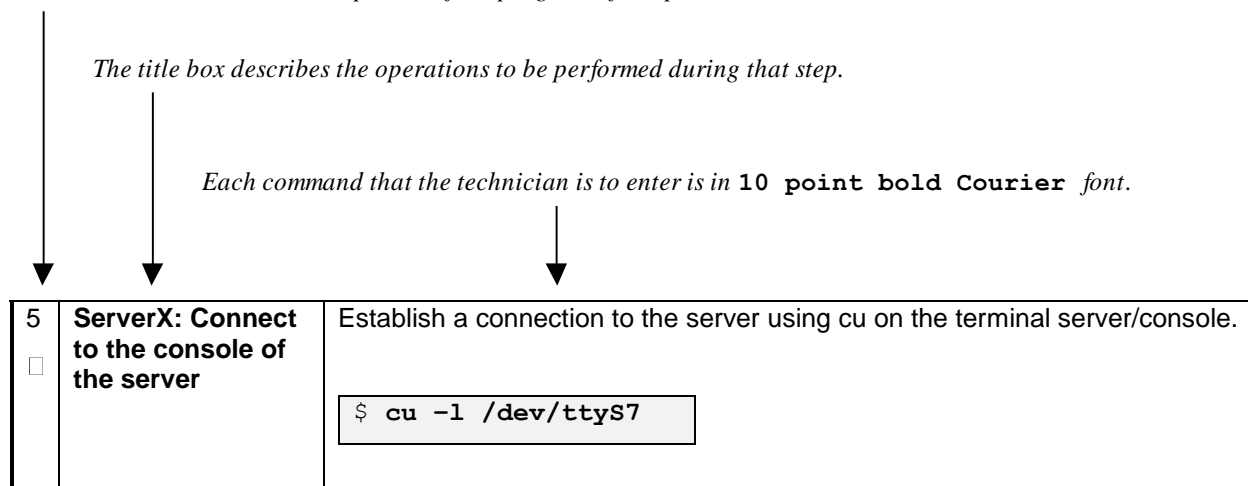 The title box describes the operations to be performed during that step.
Each command that the technician is to enter is in 10 point bold Courier font.
5 ServerX: Connect to the console of the server
Establish a connection to the server using cu on the terminal server/console.
$ cu –l /dev/ttyS7